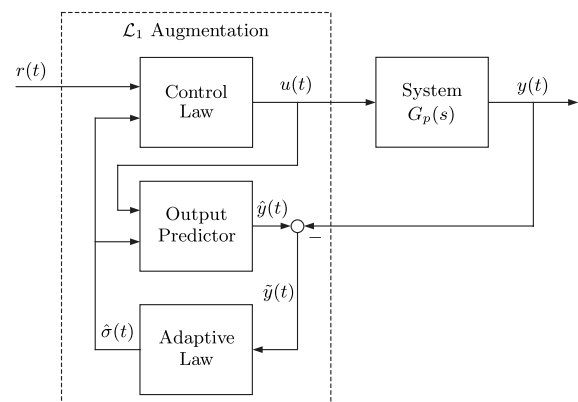 ℒ₁ Augmentation
r(t)
Control
Law
u(t)
System
Gₚ(s)
y(t)
Output
Predictor
ŷ(t)
−
ỹ(t)
σ̂(t)
Adaptive
Law